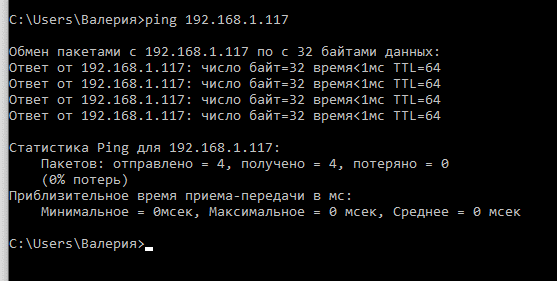 C:\Users\Валерия>ping 192.168.1.117
Обмен пакетами с 192.168.1.117 по с 32 байтами данных:
Ответ от 192.168.1.117: число байт=32 время<1мс TTL=64
Ответ от 192.168.1.117: число байт=32 время<1мс TTL=64
Ответ от 192.168.1.117: число байт=32 время<1мс TTL=64
Ответ от 192.168.1.117: число байт=32 время<1мс TTL=64
Статистика Ping для 192.168.1.117:
Пакетов: отправлено = 4, получено = 4, потеряно = 0
(0% потерь)
Приблизительное время приема-передачи в мс:
Минимальное = 0мсек, Максимальное = 0 мсек, Среднее = 0 мсек
C:\Users\Валерия>